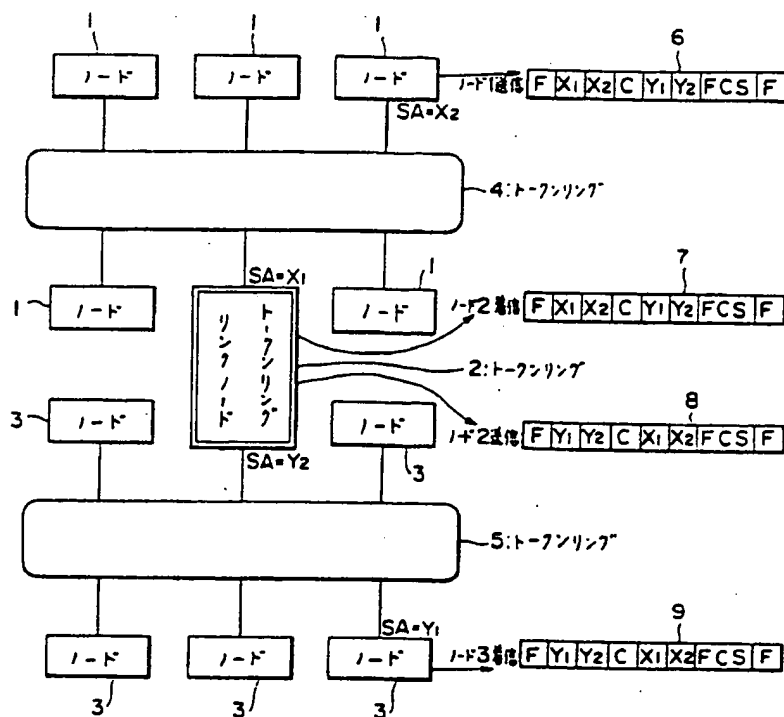 1
1
1
6
ノード
ノード
ノード
ノード1送信
F X1 X2 C Y1 Y2 FCS F
SA=X2
4:トークンリング
SA=X1
1
7
1
ノード
トークンリング
リンクノード
ノード
ノード2着信
F X1 X2 C Y1 Y2 FCS F
2:トークンリング
3
ノード
ノード
8
ノード2送信
F Y1 Y2 C X1 X2 FCS F
SA=Y2
3
5:トークンリング
SA=Y1
9
ノード
ノード
ノード
ノード3着信
F Y1 Y2 C X1 X2 FCS F
3
3
3